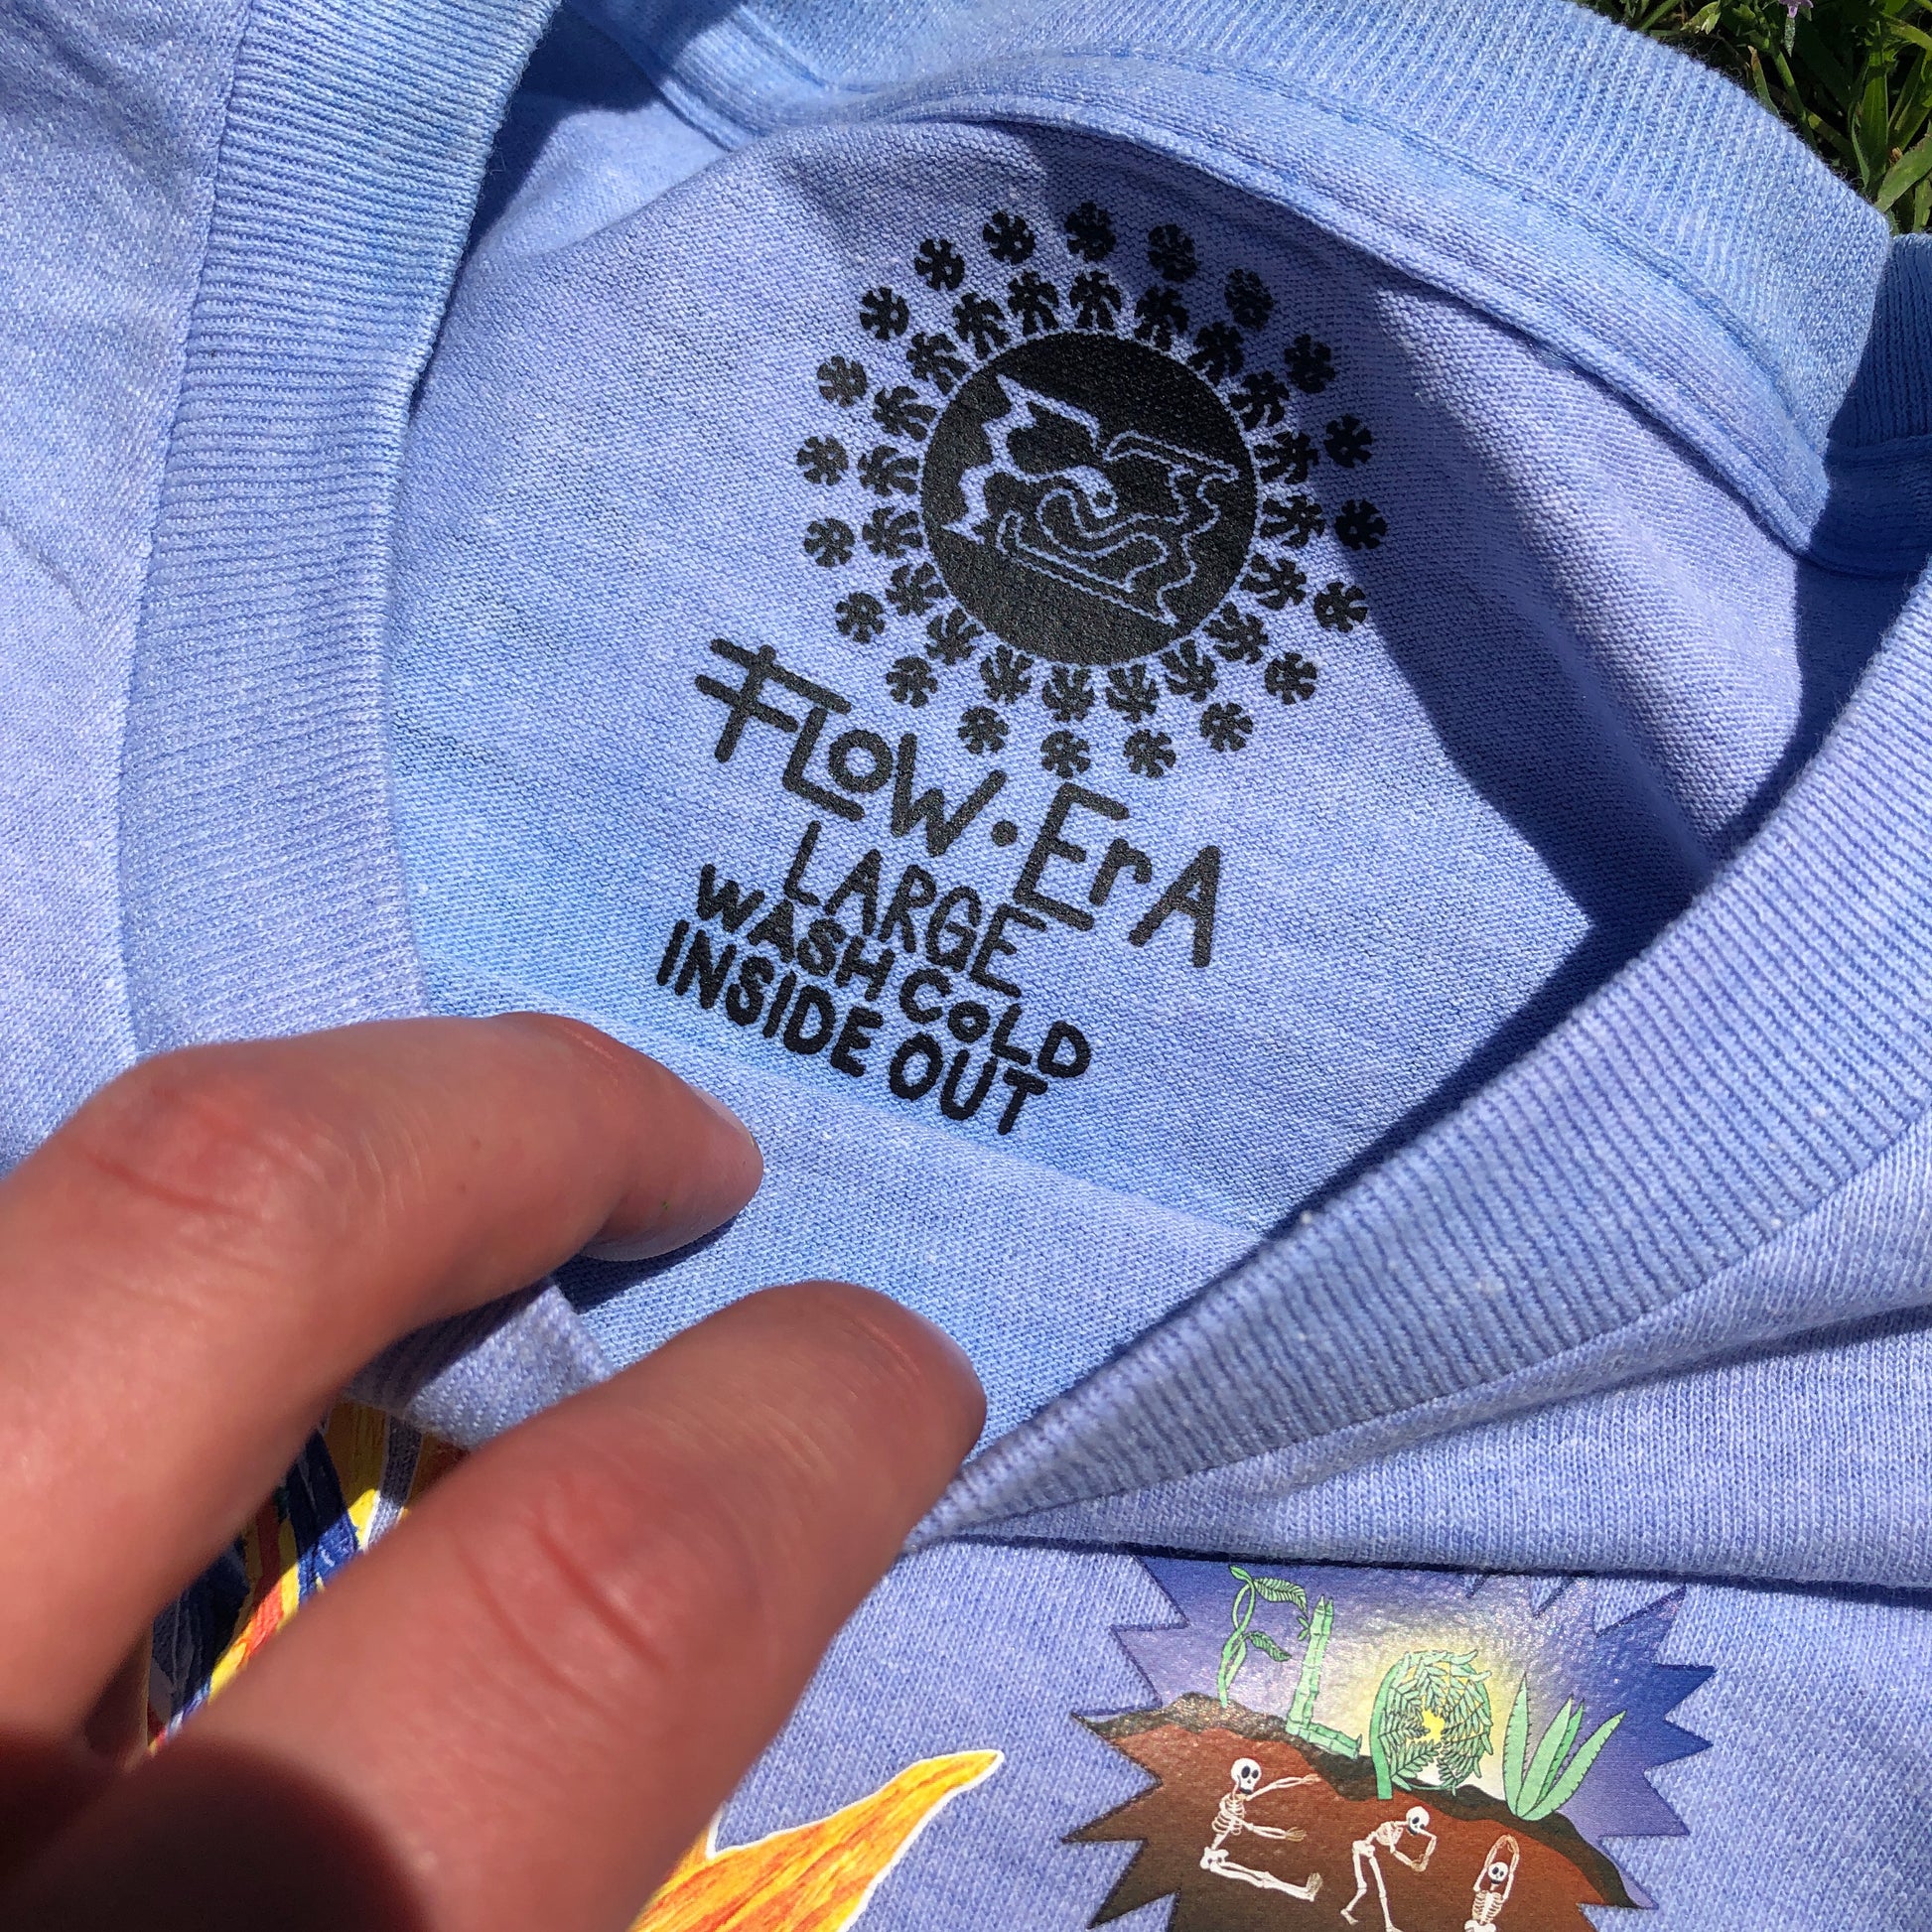 FLOW·ErA
LARGE
WASH COLD
INSIDE OUT
FLOW